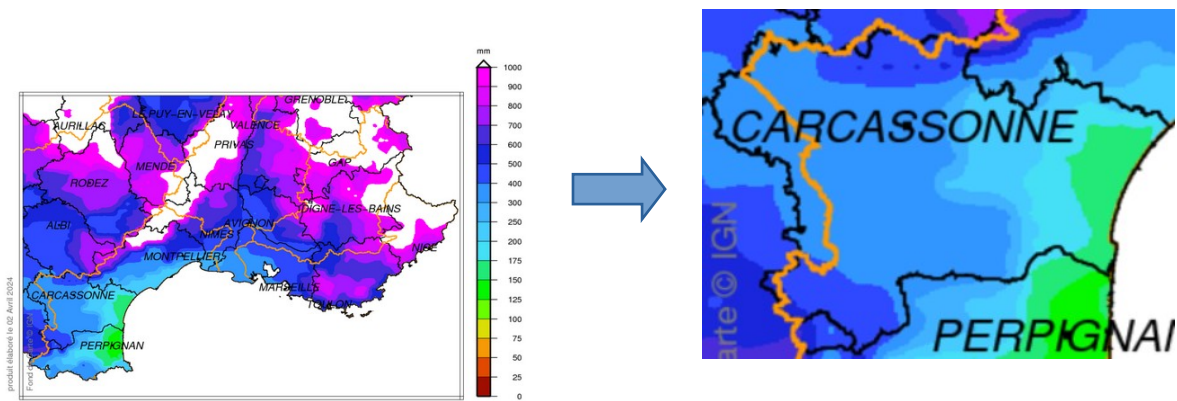 mm
1000
900
800
700
600
500
400
300
250
200
175
150
125
100
75
50
25
0
GRENOBLE
LE PUY-EN-VELAY
AURILLAC
VALENCE
PRIVAS
GAP
MENDE
RODEZ
DIGNE-LES-BAINS
ALBI
AVIGNON
NIMES
NICE
MONTPELLIER
MARSEILLE
CARCASSONNE
TOULON
PERPIGNAN
produit élaboré le 02 Avril 2024
CARCASSONNE
arte © IGN
PERPIGNAN